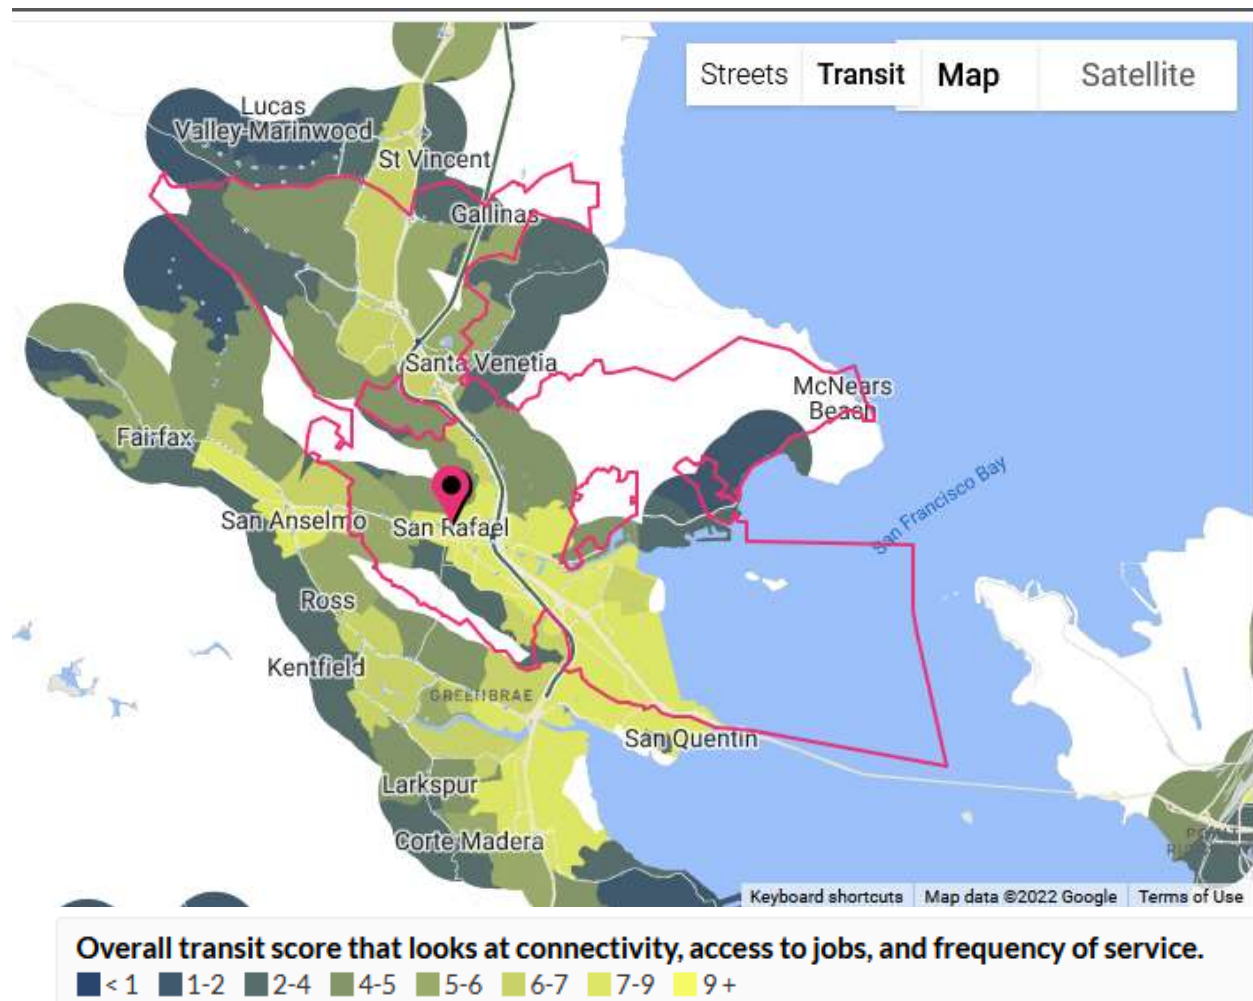 Streets Transit Map Satellite
Lucas
Valley-Marinwood
St Vincent
Gallinas
Santa Venetia
McNears
Beach
Fairfax
San Francisco Bay
San Anselmo
San Rafael
Ross
Kentfield
GREENBRAE
San Quentin
Larkspur
Corte Madera
Keyboard shortcuts Map data ©2022 Google Terms of Use
Overall transit score that looks at connectivity, access to jobs, and frequency of service.
< 1 1-2 2-4 4-5 5-6 6-7 7-9 9 +